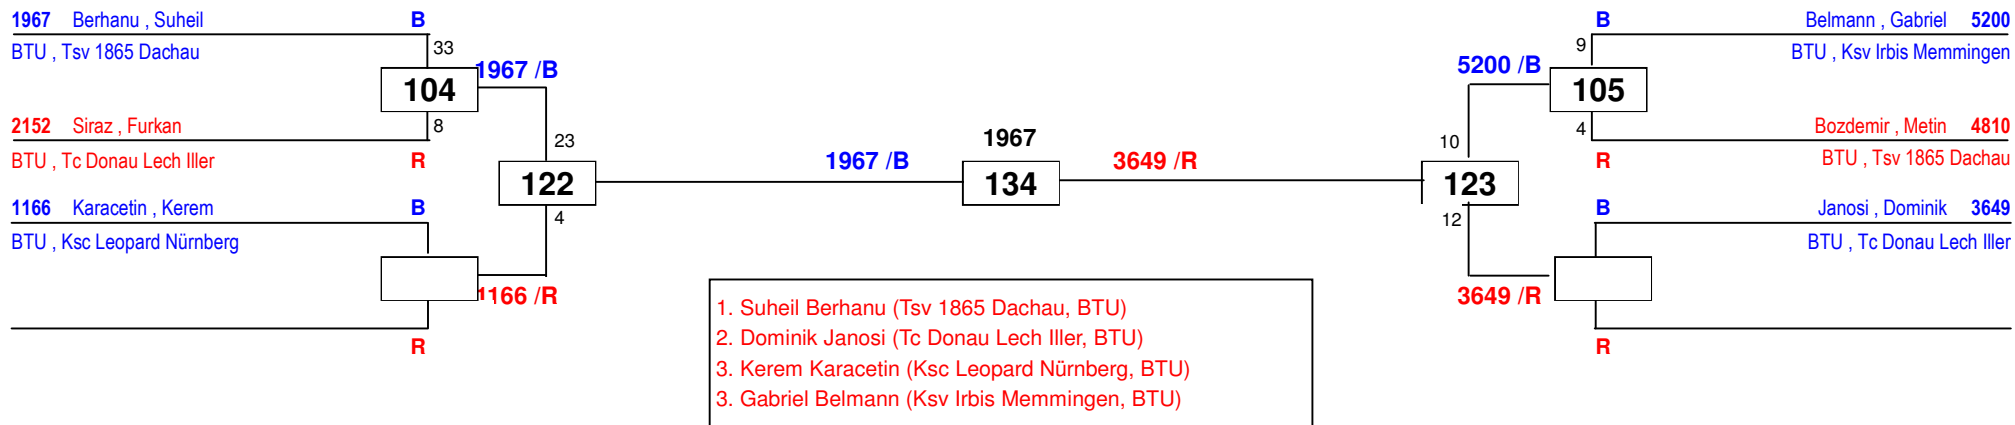 1967 Berhanu , Suheil B
BTU , Tsv 1865 Dachau
33
104
1967 /B
8
2152 Siraz , Furkan
BTU , Tc Donau Lech Iller R
23
122
4
1166 Karacetin , Kerem B
BTU , Ksc Leopard Nürnberg
1166 /R
R
1967 /B
1967
134
3649 /R
B Belmann , Gabriel 5200
BTU , Ksv Irbis Memmingen
9
5200 /B
105
4
Bozdemir , Metin 4810
R BTU , Tsv 1865 Dachau
10
123
12
B Janosi , Dominik 3649
BTU , Tc Donau Lech Iller
3649 /R
R
1. Suheil Berhanu (Tsv 1865 Dachau, BTU)
2. Dominik Janosi (Tc Donau Lech Iller, BTU)
3. Kerem Karacetin (Ksc Leopard Nürnberg, BTU)
3. Gabriel Belmann (Ksv Irbis Memmingen, BTU)